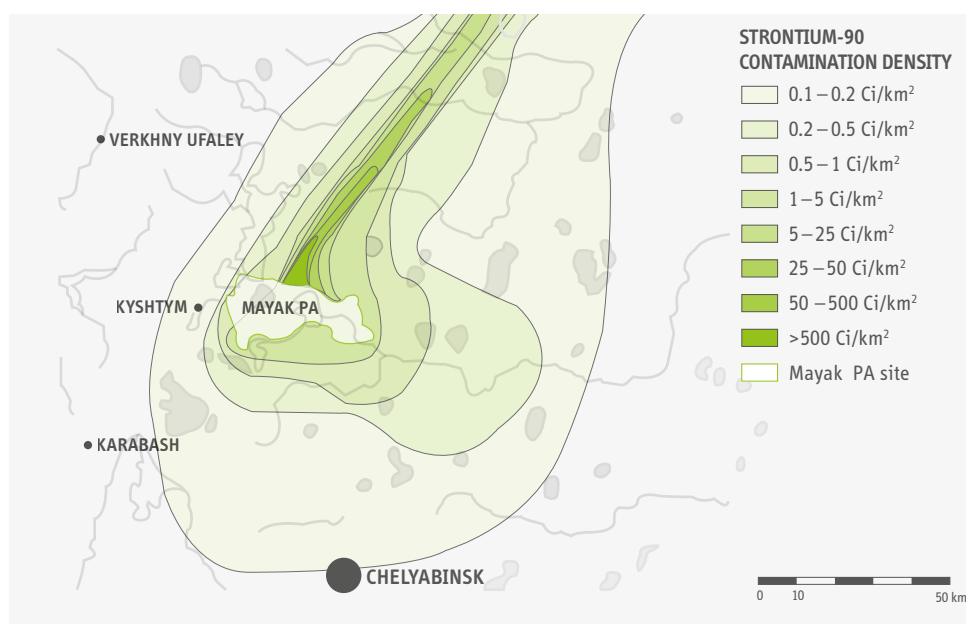 STRONTIUM-90
CONTAMINATION DENSITY
0.1 – 0.2 Ci/km²
0.2 – 0.5 Ci/km²
0.5 – 1 Ci/km²
1 – 5 Ci/km²
5 – 25 Ci/km²
25 – 50 Ci/km²
50 – 500 Ci/km²
>500 Ci/km²
Mayak PA site
VERKHNY UFALEY
KYSHTYM
MAYAK PA
KARABASH
CHELYABINSK
0 10 50 km